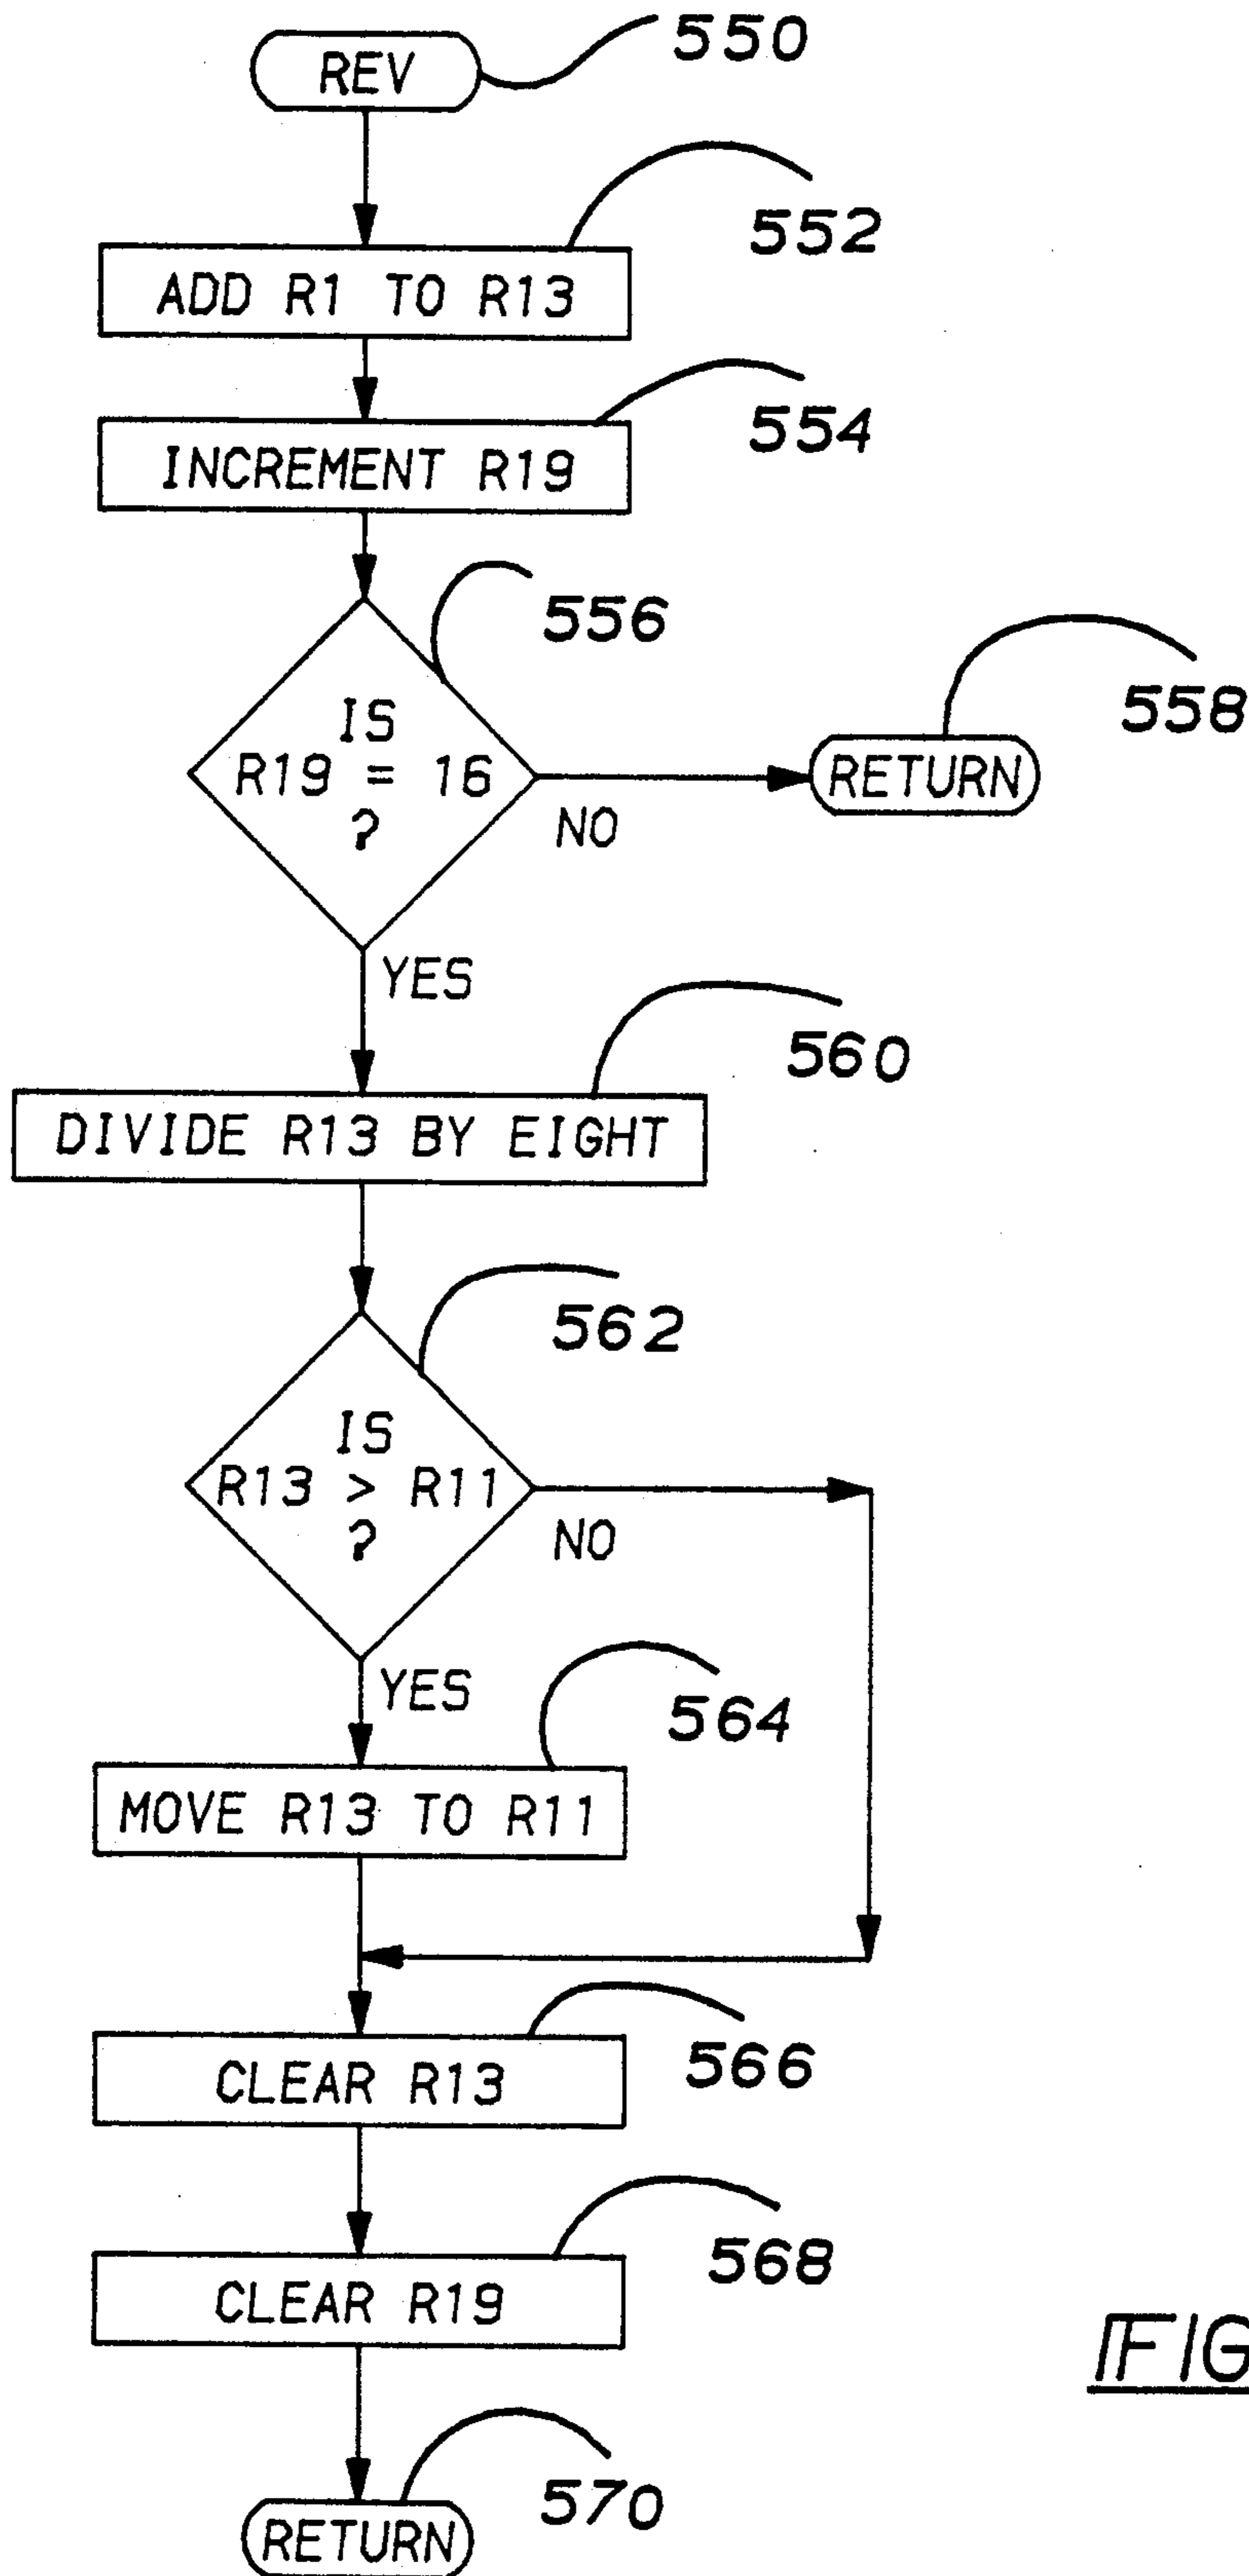 REV
550
552
ADD R1 TO R13
554
INCREMENT R19
556
IS
R19 = 16
?
558
RETURN
NO
YES
560
DIVIDE R13 BY EIGHT
562
IS
R13 > R11
?
NO
YES
564
MOVE R13 TO R11
566
CLEAR R13
568
CLEAR R19
FIG
570
RETURN